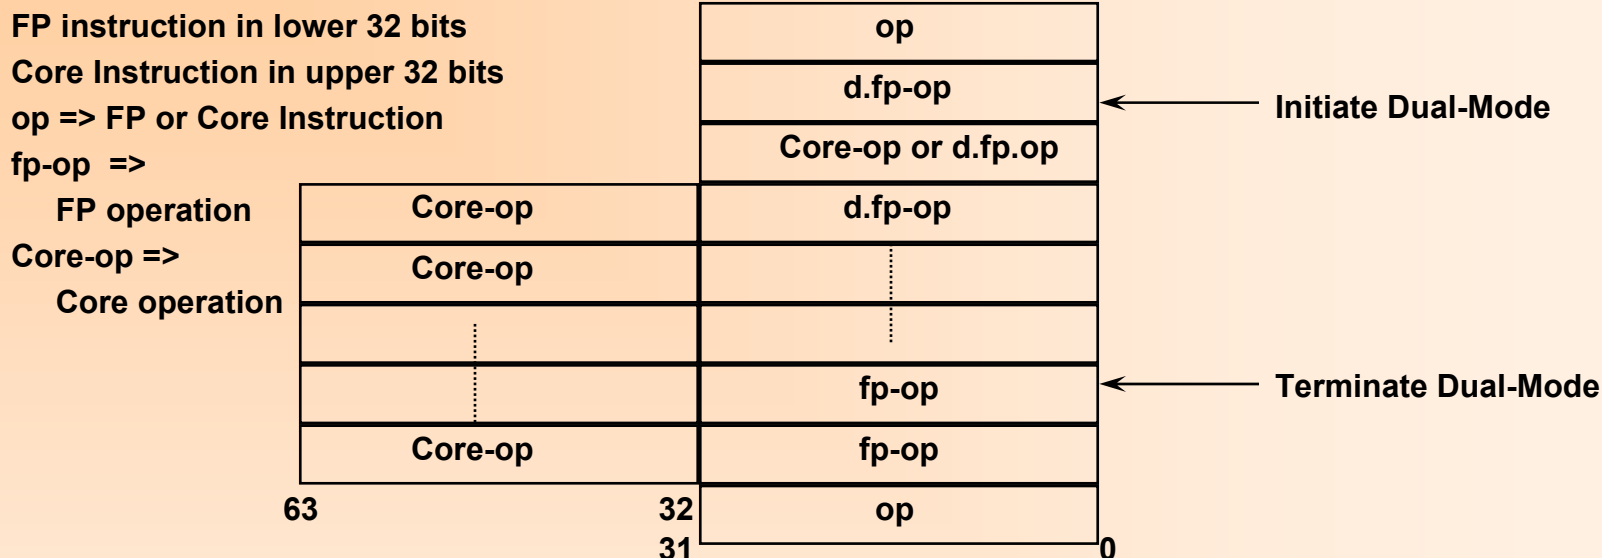 FP instruction in lower 32 bits
Core Instruction in upper 32 bits
op => FP or Core Instruction
fp-op =>
FP operation
Core-op =>
Core operation
op
d.fp-op
Initiate Dual-Mode
Core-op or d.fp.op
Core-op
d.fp-op
Core-op
fp-op
Terminate Dual-Mode
Core-op
fp-op
63
32
op
31
0